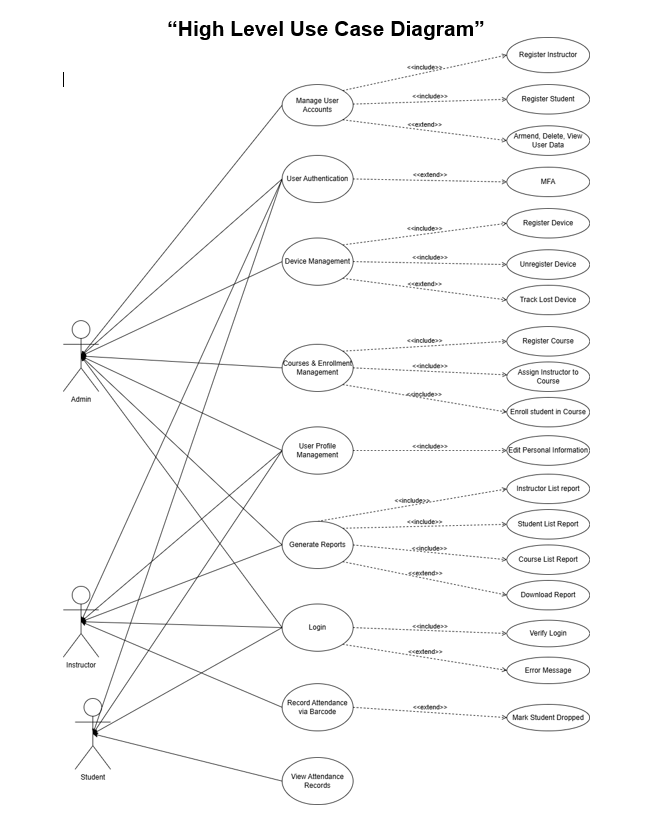 “High Level Use Case Diagram”
Register Instructor
<<include>>
Manage User
Accounts
<<include>>
Register Student
<<extend>>
Armend, Delete, View
User Data
User Authentication
<<extend>>
MFA
Register Device
<<include>>
Device Management
<<include>>
Unregister Device
<<extend>>
Track Lost Device
Register Course
<<include>>
Courses & Enrollment
Management
<<include>>
Assign Instructor to
Course
<<include>>
Enroll student in Course
Admin
User Profile
Management
<<include>>
Edit Personal Information
Instructor List report
<<include>>
<<include>>
Student List Report
Generate Reports
<<include>>
Course List Report
<<extend>>
Download Report
Login
<<include>>
Verify Login
<<extend>>
Error Message
Instructor
Record Attendance
via Barcode
<<extend>>
Mark Student Dropped
Student
View Attendance
Records